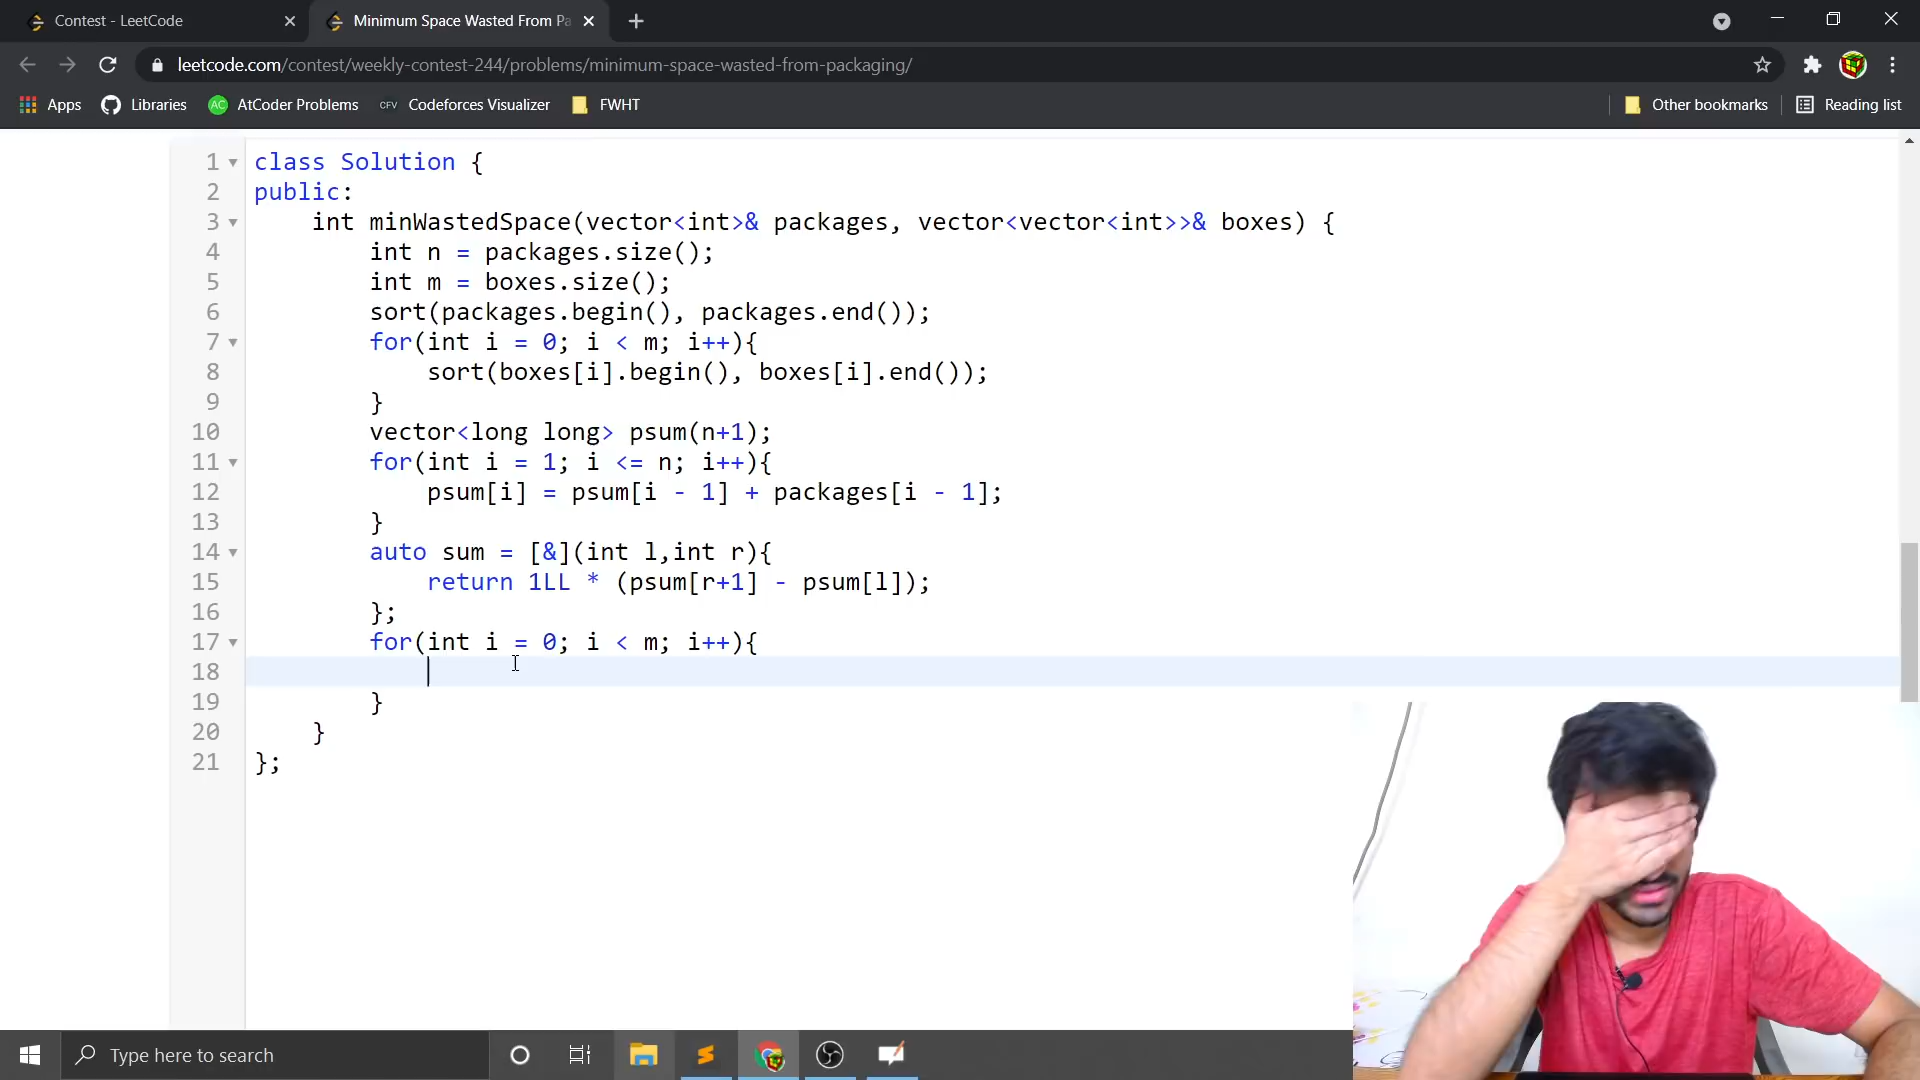 Contest - LeetCode
Minimum Space Wasted From Pa
leetcode.com/contest/weekly-contest-244/problems/minimum-space-wasted-from-packaging/
Apps Libraries AC AtCoder Problems CFV Codeforces Visualizer FWHT Other bookmarks Reading list
1 class Solution {
2 public:
3 int minWastedSpace(vector<int>& packages, vector<vector<int>>& boxes) {
4 int n = packages.size();
5 int m = boxes.size();
6 sort(packages.begin(), packages.end());
7 for(int i = 0; i < m; i++){
8 sort(boxes[i].begin(), boxes[i].end());
9 }
10 vector<long long> psum(n+1);
11 for(int i = 1; i <= n; i++){
12 psum[i] = psum[i - 1] + packages[i - 1];
13 }
14 auto sum = [&](int l,int r){
15 return 1LL * (psum[r+1] - psum[l]);
16 };
17 for(int i = 0; i < m; i++){
18
19 }
20 }
21 };
Type here to search